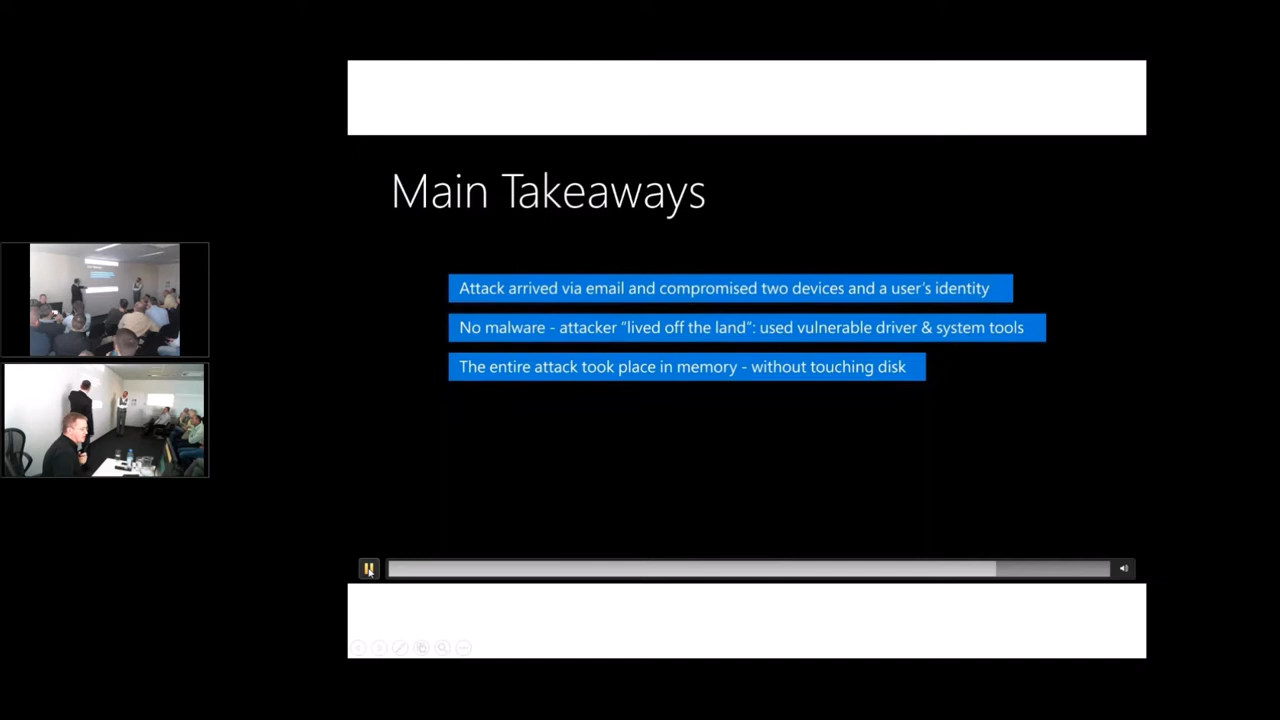 Main Takeaways
Attack arrived via email and compromised two devices and a user's identity
No malware - attacker “lived off the land”: used vulnerable driver & system tools
The entire attack took place in memory - without touching disk